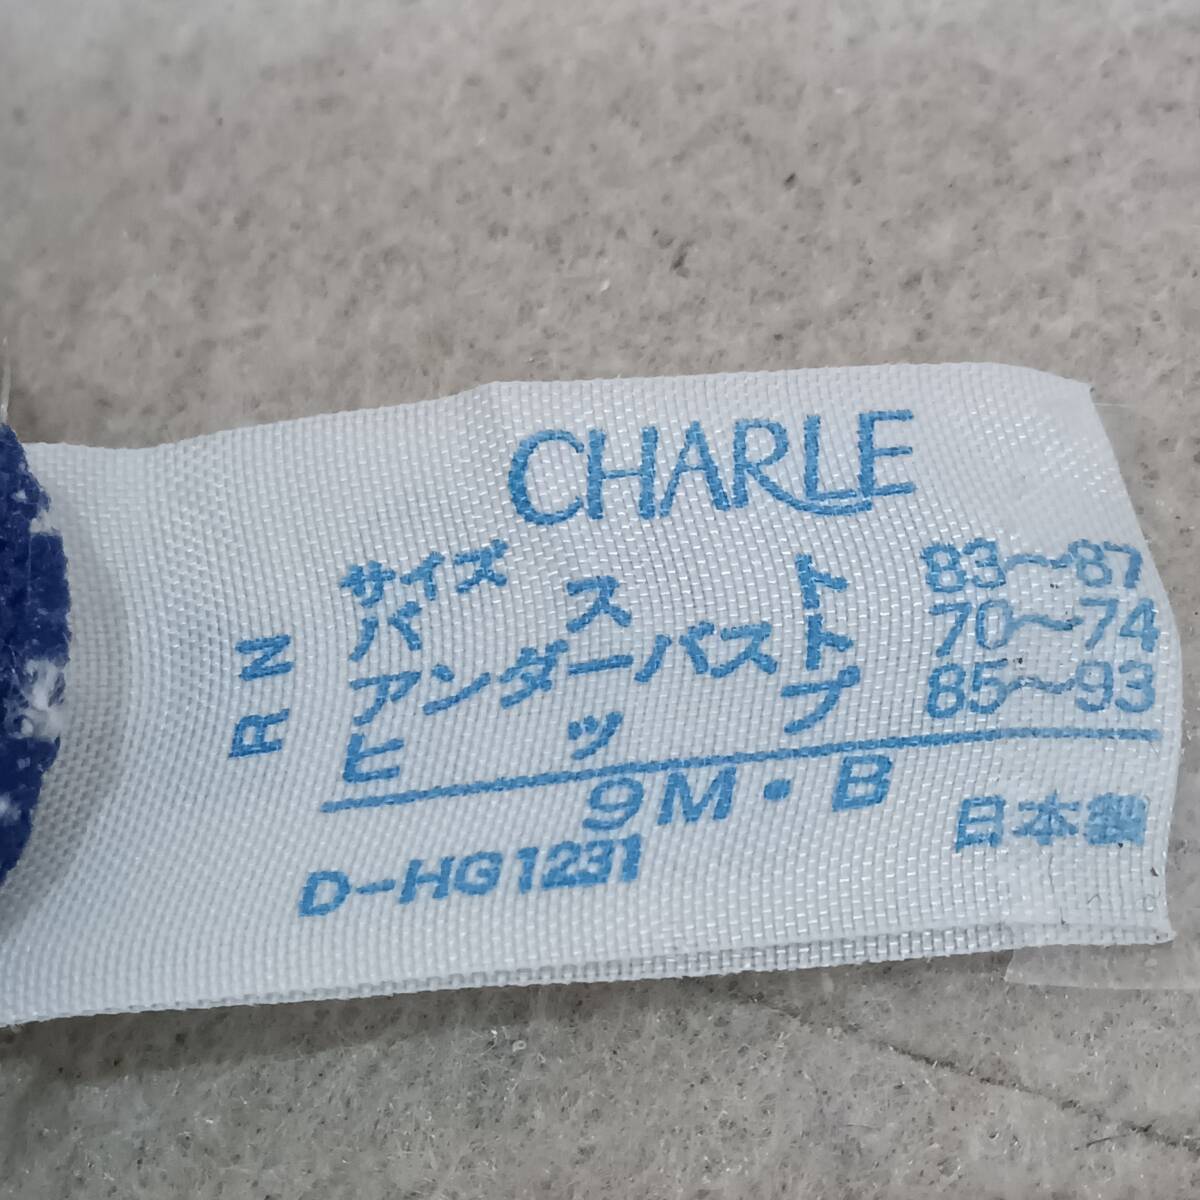 CHARLE
サイズ
バスト 83～87
アンダーバスト 70～74
ヒップ 85～93
9M・B
日本製
D-HG1231
RN